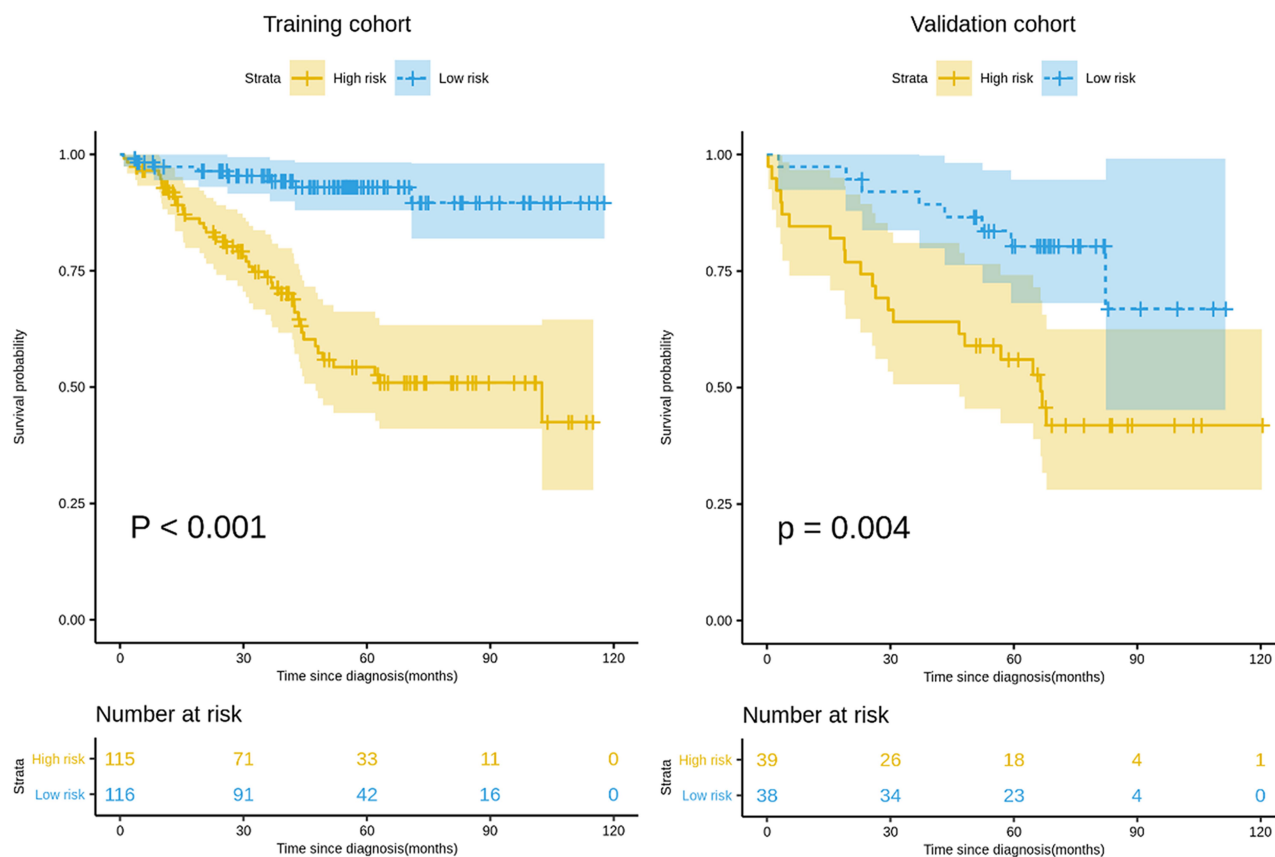 Training cohort
Strata High risk Low risk
Survival probability
1.00
0.75
0.50
0.25
0.00
P < 0.001
0 30 60 90 120
Time since diagnosis(months)
Number at risk
Strata
High risk 115 71 33 11 0
Low risk 116 91 42 16 0
0 30 60 90 120
Time since diagnosis(months)
Validation cohort
Strata High risk Low risk
Survival probability
1.00
0.75
0.50
0.25
0.00
p = 0.004
0 30 60 90 120
Time since diagnosis(months)
Number at risk
Strata
High risk 39 26 18 4 1
Low risk 38 34 23 4 0
0 30 60 90 120
Time since diagnosis(months)